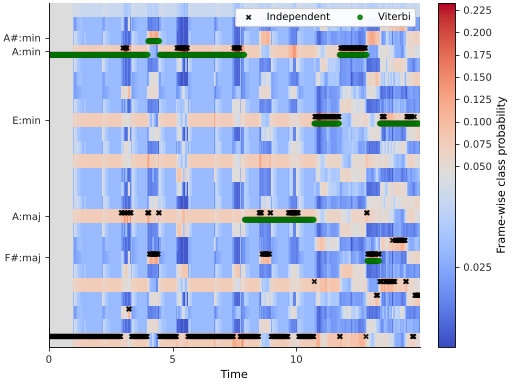 Independent Viterbi
A#:min
A:min
E:min
A:maj
F#:maj
0 5 10
Time
0.225
0.200
0.175
0.150
0.125
0.100
0.075
0.050
0.025
Frame-wise class probability